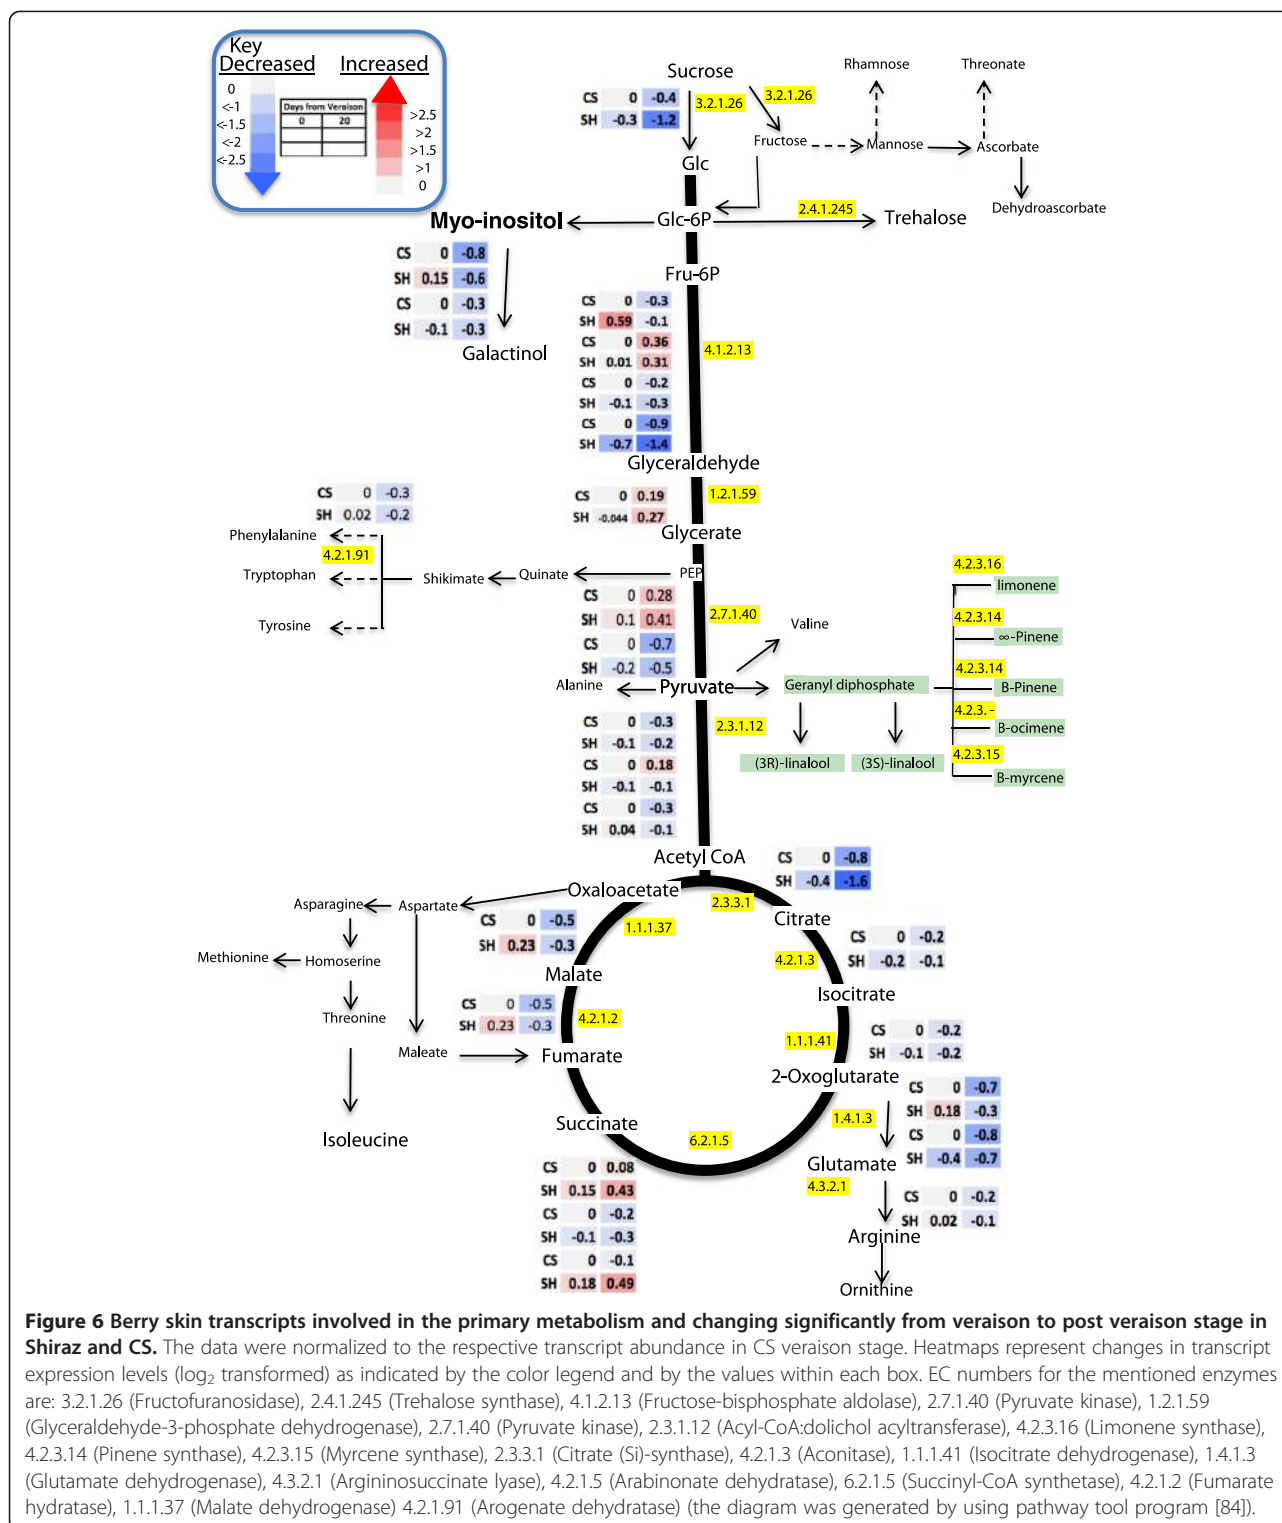 Key
Decreased Increased
0
<-1
<-1.5
<-2
<-2.5
Days from Veraison
0 20
>2.5
>2
>1.5
>1
0
Sucrose
CS 0 -0.4
SH -0.3 -1.2
3.2.1.26
3.2.1.26
Rhamnose
Threonate
Fructose
Mannose
Ascorbate
Dehydroascorbate
Glc
Myo-inositol
Glc-6P
2.4.1.245
Trehalose
CS 0 -0.8
SH 0.15 -0.6
CS 0 -0.3
SH -0.1 -0.3
Galactinol
Fru-6P
CS 0 -0.3
SH 0.59 -0.1
CS 0 0.36
SH 0.01 0.31
CS 0 -0.2
SH -0.1 -0.3
CS 0 -0.9
SH -0.7 -1.4
4.1.2.13
Glyceraldehyde
CS 0 0.19
SH -0.044 0.27
1.2.1.59
Glycerate
CS 0 -0.3
SH 0.02 -0.2
Phenylalanine
4.2.1.91
Tryptophan
Tyrosine
Shikimate
Quinate
PEP
CS 0 0.28
SH 0.1 0.41
CS 0 -0.7
SH -0.2 -0.5
2.7.1.40
Valine
Alanine
Pyruvate
Geranyl diphosphate
4.2.3.16
limonene
4.2.3.14
∞-Pinene
4.2.3.14
B-Pinene
4.2.3. -
B-ocimene
4.2.3.15
B-myrcene
(3R)-linalool
(3S)-linalool
2.3.1.12
CS 0 -0.3
SH -0.1 -0.2
CS 0 0.18
SH -0.1 -0.1
CS 0 -0.3
SH 0.04 -0.1
Acetyl CoA
CS 0 -0.8
SH -0.4 -1.6
Oxaloacetate
2.3.3.1
Citrate
Asparagine
Aspartate
CS 0 -0.5
SH 0.23 -0.3
1.1.1.37
4.2.1.3
CS 0 -0.2
SH -0.2 -0.1
Methionine
Homoserine
Malate
Isocitrate
Threonine
CS 0 -0.5
SH 0.23 -0.3
4.2.1.2
1.1.1.41
CS 0 -0.2
SH -0.1 -0.2
Maleate
Fumarate
2-Oxoglutarate
CS 0 -0.7
SH 0.18 -0.3
CS 0 -0.8
SH -0.4 -0.7
Isoleucine
Succinate
6.2.1.5
1.4.1.3
Glutamate
4.3.2.1
CS 0 0.08
SH 0.15 0.43
CS 0 -0.2
SH -0.1 -0.3
CS 0 -0.1
SH 0.18 0.49
CS 0 -0.2
SH 0.02 -0.1
Arginine
Ornithine
Figure 6 Berry skin transcripts involved in the primary metabolism and changing significantly from veraison to post veraison stage in
Shiraz and CS. The data were normalized to the respective transcript abundance in CS veraison stage. Heatmaps represent changes in transcript
expression levels (log2 transformed) as indicated by the color legend and by the values within each box. EC numbers for the mentioned enzymes
are: 3.2.1.26 (Fructofuranosidase), 2.4.1.245 (Trehalose synthase), 4.1.2.13 (Fructose-bisphosphate aldolase), 2.7.1.40 (Pyruvate kinase), 1.2.1.59
(Glyceraldehyde-3-phosphate dehydrogenase), 2.7.1.40 (Pyruvate kinase), 2.3.1.12 (Acyl-CoA:dolichol acyltransferase), 4.2.3.16 (Limonene synthase),
4.2.3.14 (Pinene synthase), 4.2.3.15 (Myrcene synthase), 2.3.3.1 (Citrate (Si)-synthase), 4.2.1.3 (Aconitase), 1.1.1.41 (Isocitrate dehydrogenase), 1.4.1.3
(Glutamate dehydrogenase), 4.3.2.1 (Argininosuccinate lyase), 4.2.1.5 (Arabinonate dehydratase), 6.2.1.5 (Succinyl-CoA synthetase), 4.2.1.2 (Fumarate
hydratase), 1.1.1.37 (Malate dehydrogenase) 4.2.1.91 (Arogenate dehydratase) (the diagram was generated by using pathway tool program [84]).